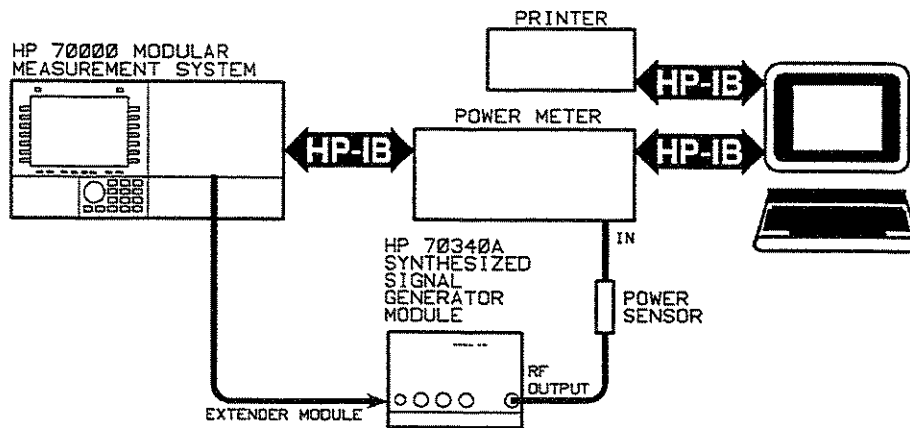 PRINTER
HP 70000 MODULAR
MEASUREMENT SYSTEM
HP-IB
POWER METER
HP-IB
HP-IB
IN
HP 70340A
SYNTHESIZED
SIGNAL
GENERATOR
MODULE
POWER
SENSOR
RF
OUTPUT
EXTENDER MODULE